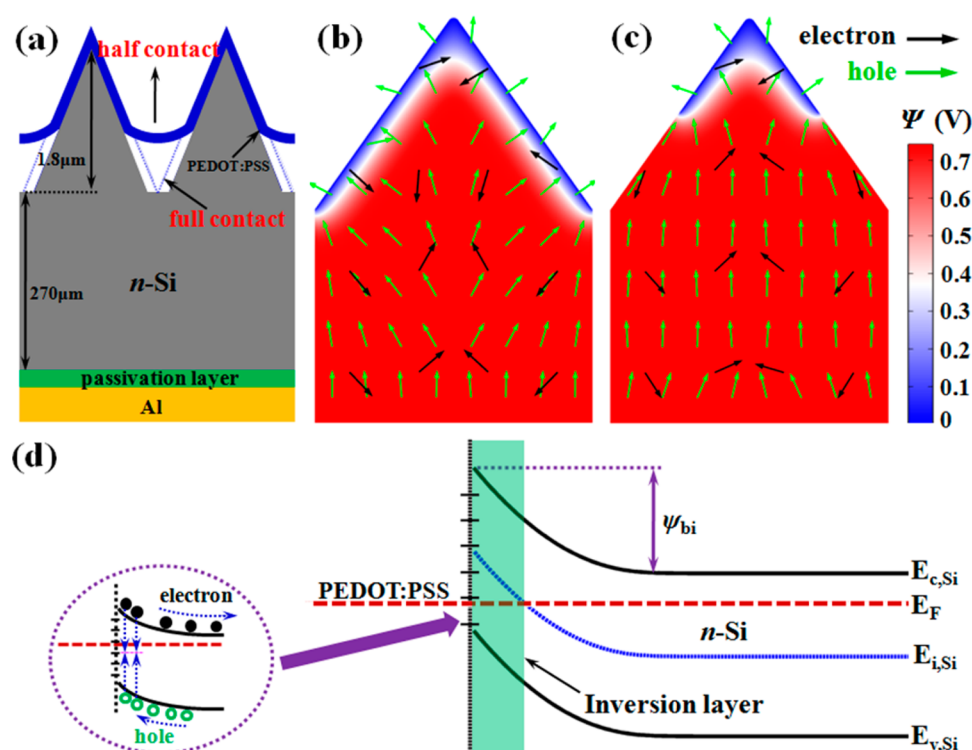 (a)
half contact
1.8μm
PEDOT:PSS
full contact
270μm
n-Si
passivation layer
Al
(b)
(c)
electron
hole
Ψ (V)
0.7
0.6
0.5
0.4
0.3
0.2
0.1
0
(d)
electron
hole
PEDOT:PSS
ψbi
Ec,Si
EF
n-Si
Ei,Si
Inversion layer
Ev,Si